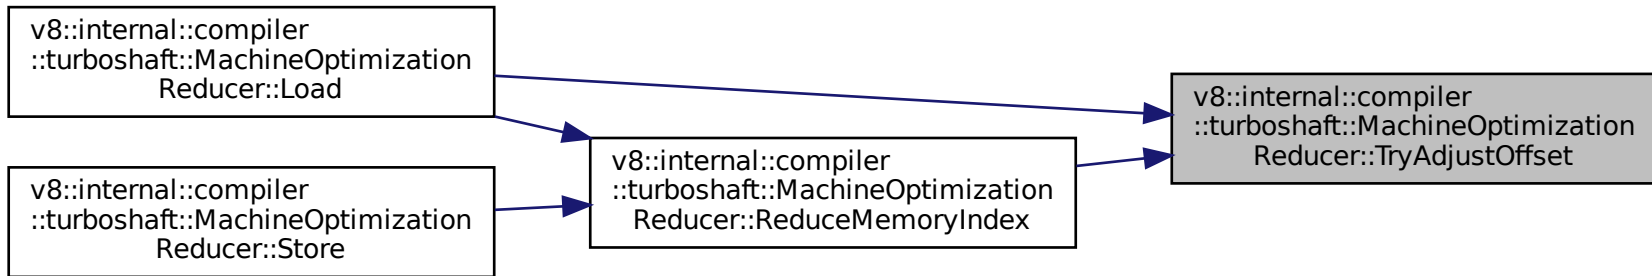 v8::internal::compiler
::turboshaft::MachineOptimization
Reducer::Load
v8::internal::compiler
::turboshaft::MachineOptimization
Reducer::TryAdjustOffset
v8::internal::compiler
::turboshaft::MachineOptimization
Reducer::ReduceMemoryIndex
v8::internal::compiler
::turboshaft::MachineOptimization
Reducer::Store